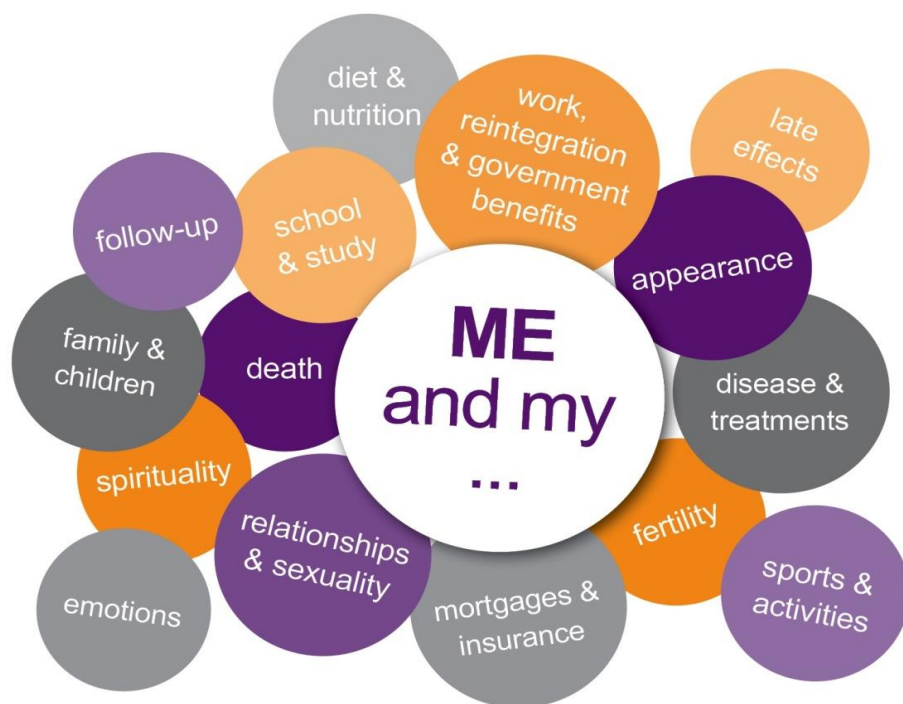 diet &
nutrition
work,
reintegration
& government
benefits
late
effects
follow-up
school
& study
appearance
family &
children
death
ME
and my
...
disease &
treatments
spirituality
relationships
& sexuality
fertility
emotions
mortgages &
insurance
sports &
activities